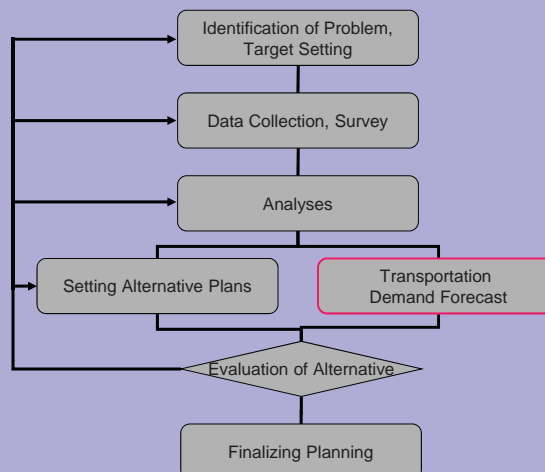 Identification of Problem,
Target Setting
Data Collection, Survey
Analyses
Setting Alternative Plans
Transportation
Demand Forecast
Evaluation of Alternative
Finalizing Planning